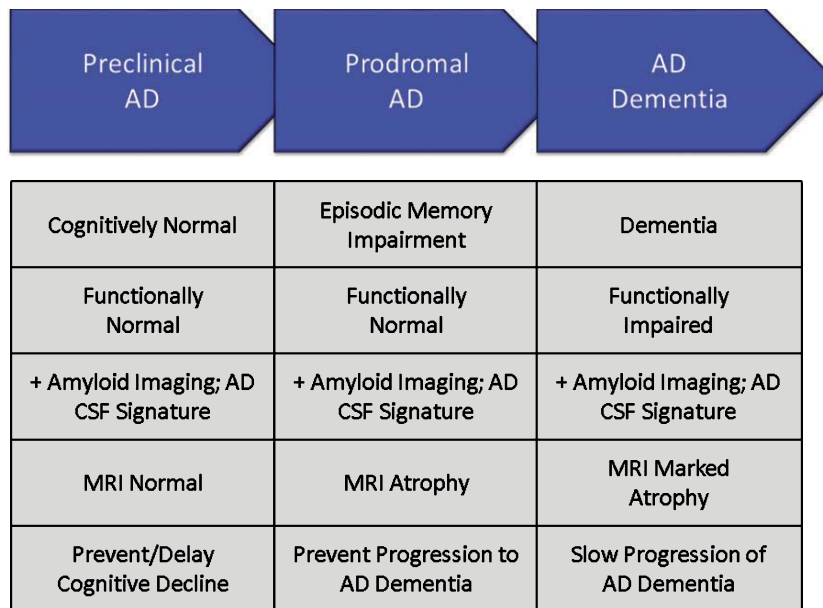 Preclinical
AD
Prodromal
AD
AD
Dementia
Cognitively Normal
Episodic Memory
Impairment
Dementia
Functionally
Normal
Functionally
Normal
Functionally
Impaired
+ Amyloid Imaging; AD
CSF Signature
+ Amyloid Imaging; AD
CSF Signature
+ Amyloid Imaging; AD
CSF Signature
MRI Normal
MRI Atrophy
MRI Marked
Atrophy
Prevent/Delay
Cognitive Decline
Prevent Progression to
AD Dementia
Slow Progression of
AD Dementia